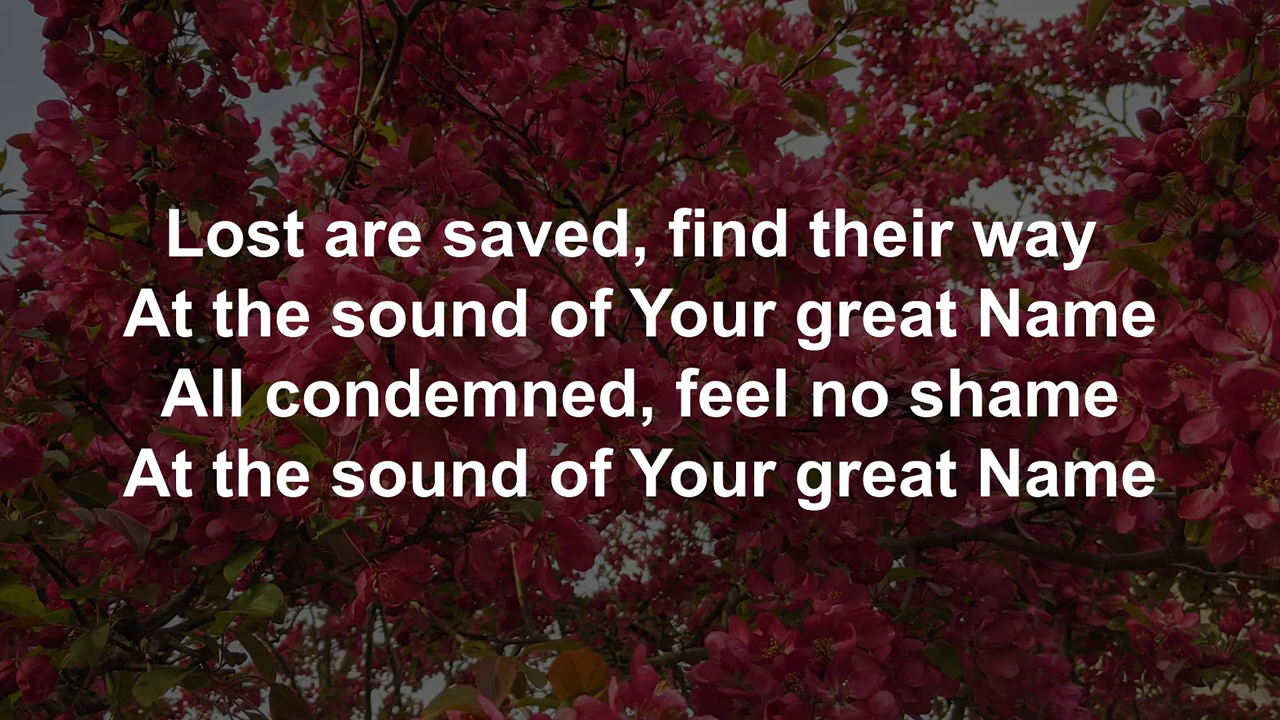 Lost are saved, find their way
At the sound of Your great Name
All condemned, feel no shame
At the sound of Your great Name